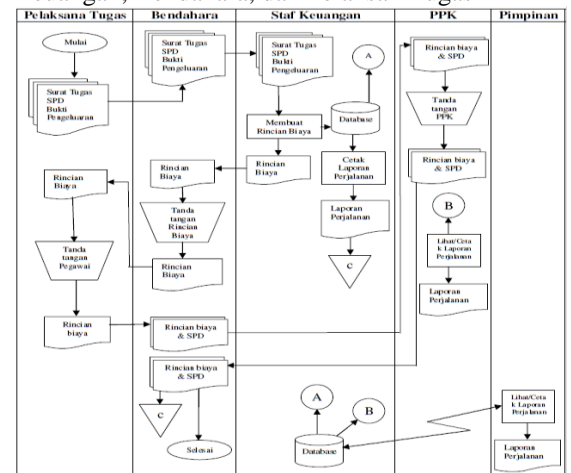 Pelaksana Tugas
Bendahara
Staf Keuangan
PPK
Pimpinan
Mulai
Surat Tugas
SPD
Bukti
Pengeluaran
Surat Tugas
SPD
Bukti
Pengeluaran
Surat Tugas
SPD
Bukti
Pengeluaran
A
Rincian biaya
& SPD
Membuat
Rincian Biaya
Database
Tanda
tangan
PPK
Rincian
Biaya
Tanda
tangan
Pegawai
Rincian
biaya
Rincian
Biaya
Tanda
tangan
Rincian
Biaya
Rincian
Biaya
Rincian
Biaya
Cetak
Laporan
Perjalanan
Laporan
Perjalanan
C
Rincian biaya
& SPD
B
Lihat/Ceta
k Laporan
Perjalanan
Laporan
Perjalanan
Rincian biaya
& SPD
Rincian biaya
& SPD
C
Selesai
A
B
Database
Lihat/Ceta
k Laporan
Perjalanan
Laporan
Perjalanan